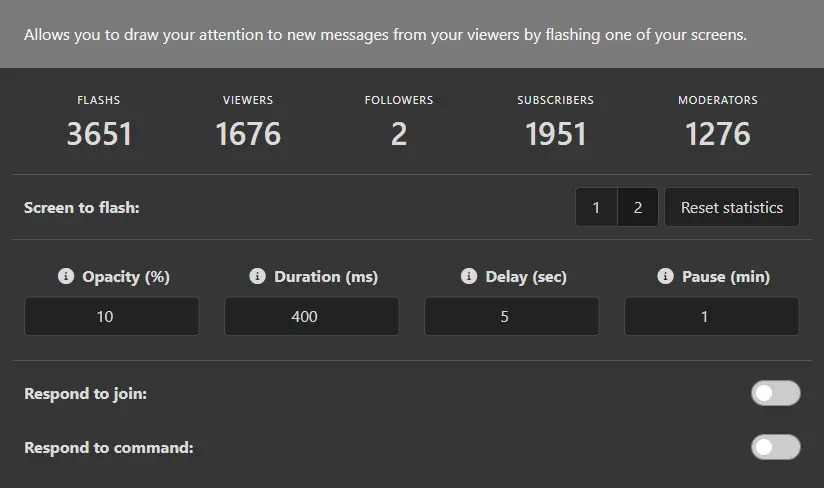 Allows you to draw your attention to new messages from your viewers by flashing one of your screens.
FLASHS VIEWERS FOLLOWERS SUBSCRIBERS MODERATORS
3651 1676 2 1951 1276
Screen to flash: 1 2 Reset statistics
Opacity (%) Duration (ms) Delay (sec) Pause (min)
10 400 5 1
Respond to join:
Respond to command: